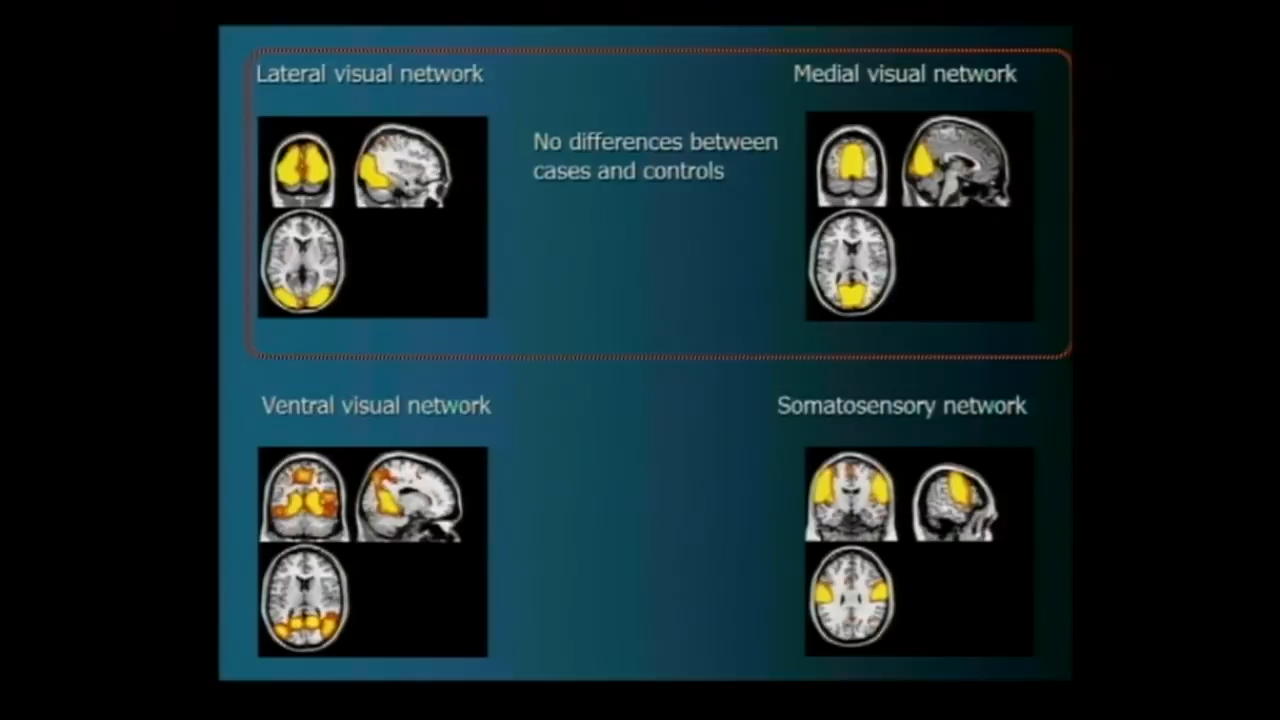 Lateral visual network
Medial visual network
No differences between
cases and controls
Ventral visual network
Somatosensory network